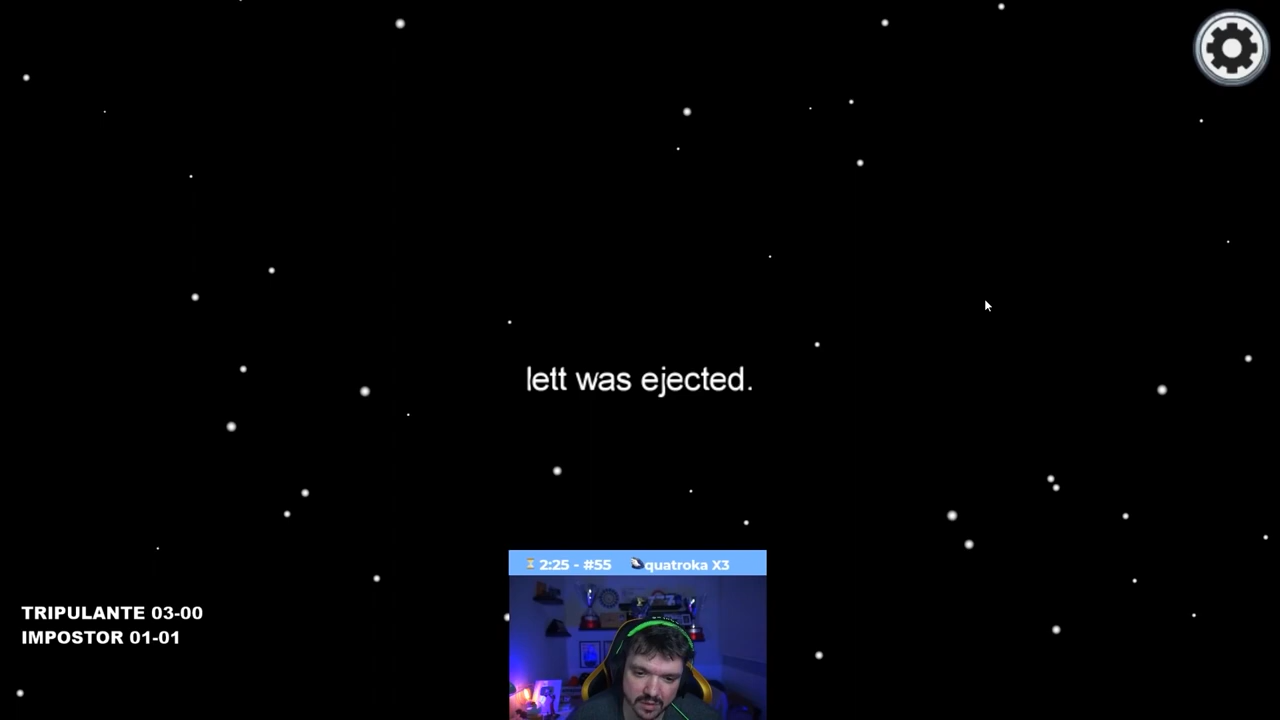 lett was ejected.
2:25 - #55 quatroka X3
TRIPULANTE 03-00
IMPOSTOR 01-01